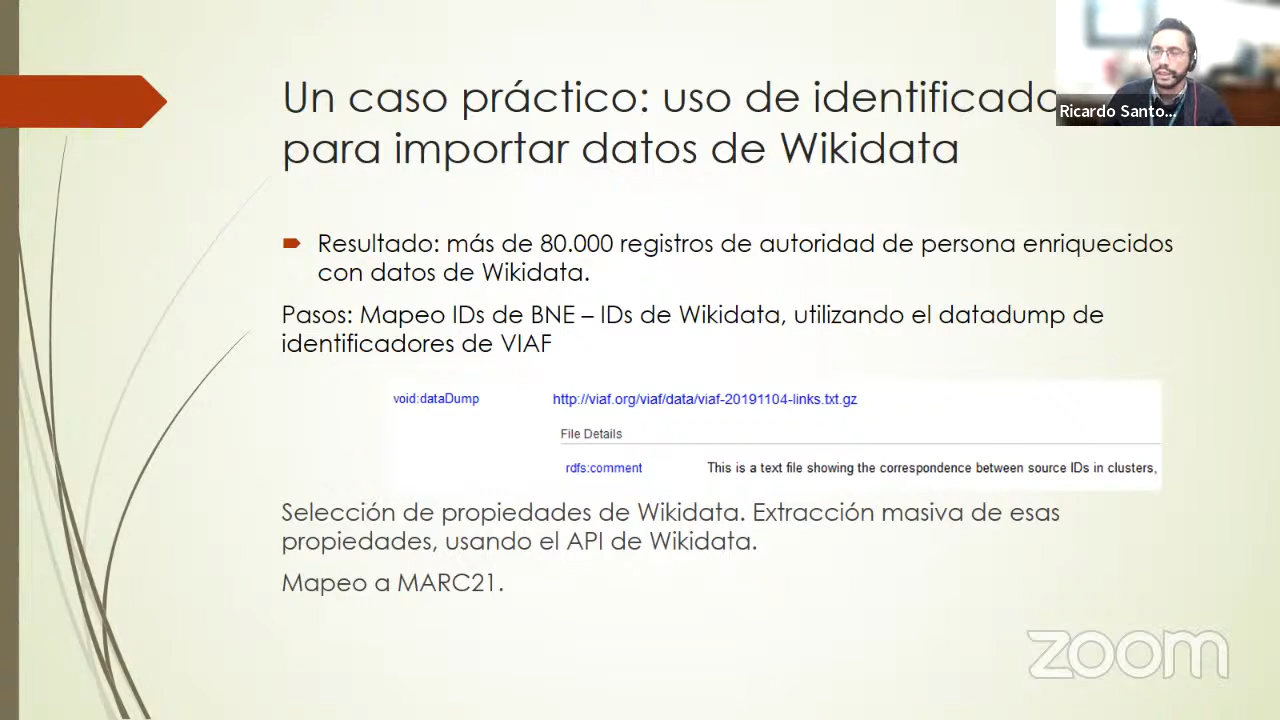 Un caso práctico: uso de identificado
para importar datos de Wikidata
Ricardo Santo...
Resultado: más de 80.000 registros de autoridad de persona enriquecidos
con datos de Wikidata.
Pasos: Mapeo IDs de BNE – IDs de Wikidata, utilizando el datadump de
identificadores de VIAF
void:dataDump http://viaf.org/viaf/data/viaf-20191104-links.txt.gz
File Details
rdfs:comment This is a text file showing the correspondence between source IDs in clusters,
Selección de propiedades de Wikidata. Extracción masiva de esas
propiedades, usando el API de Wikidata.
Mapeo a MARC21.
zoom